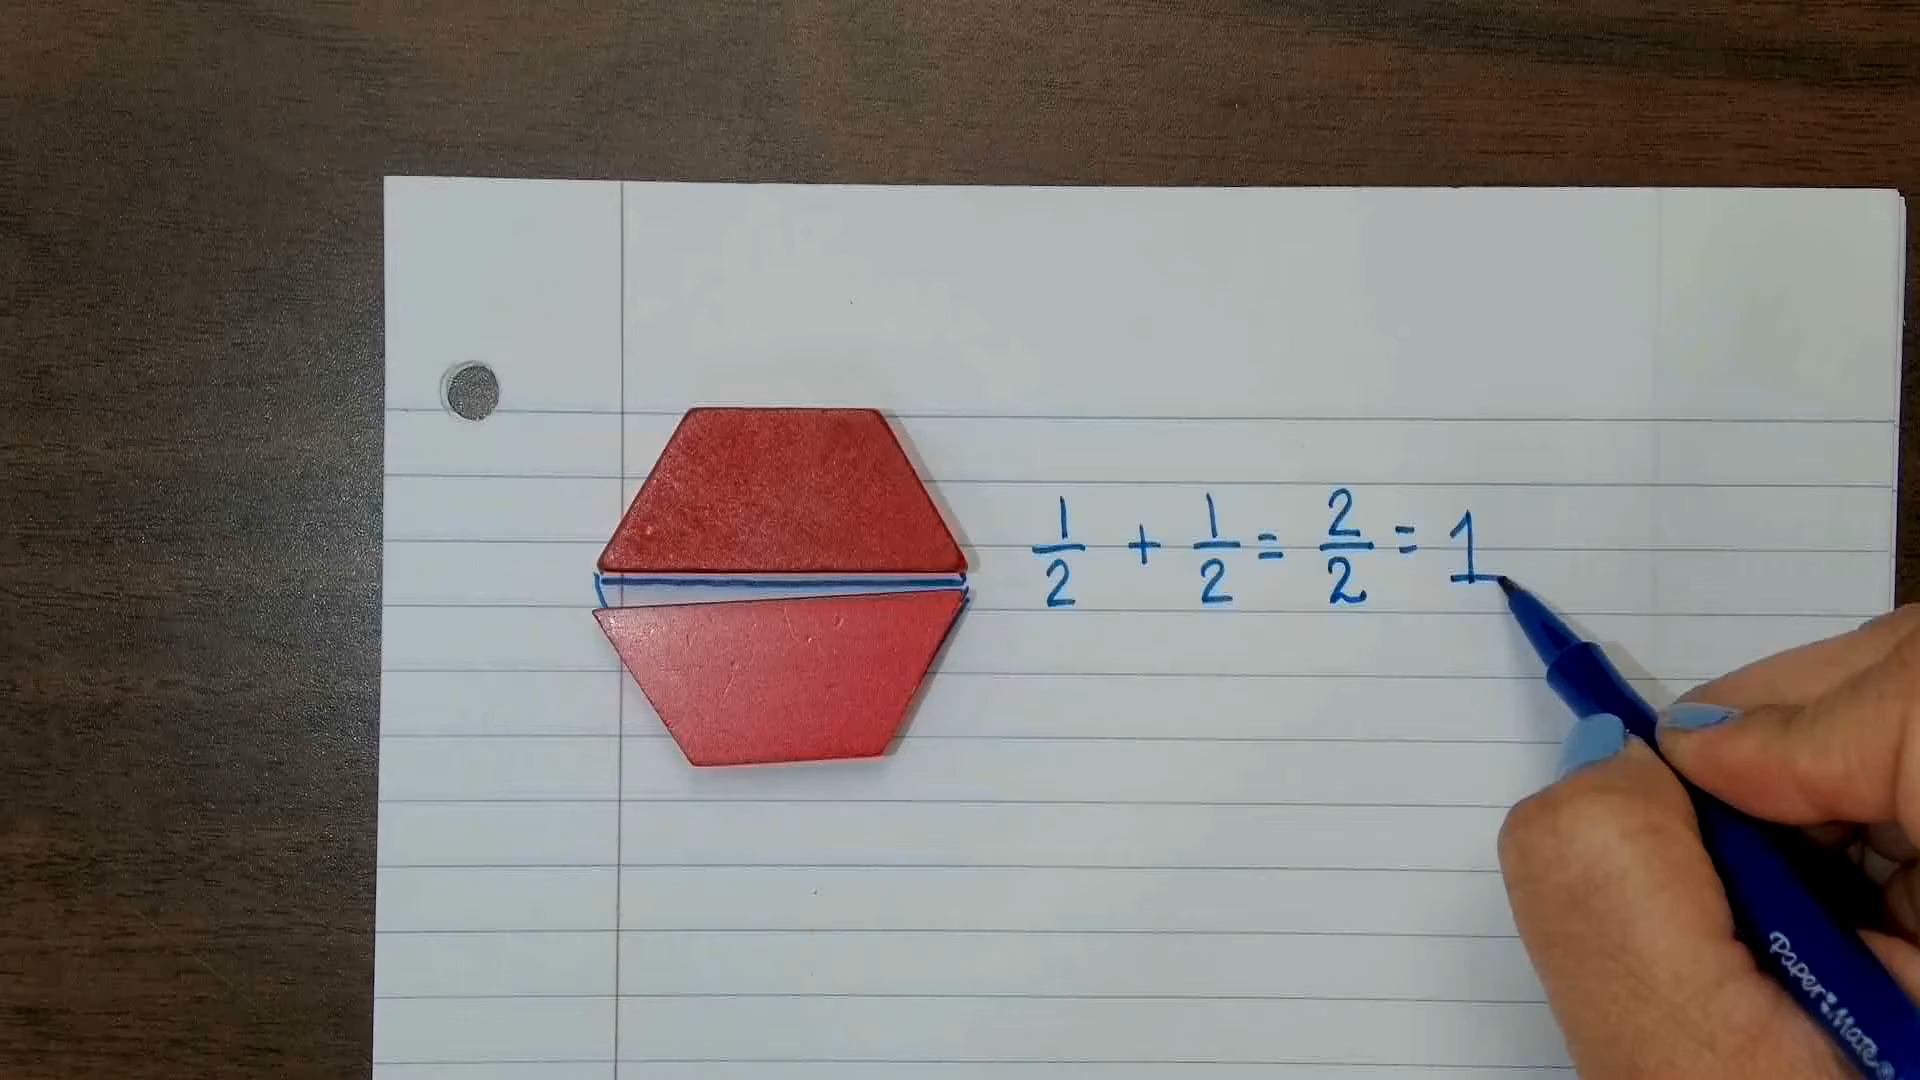 1/2 + 1/2 = 2/2 = 1
Paper:Mate®